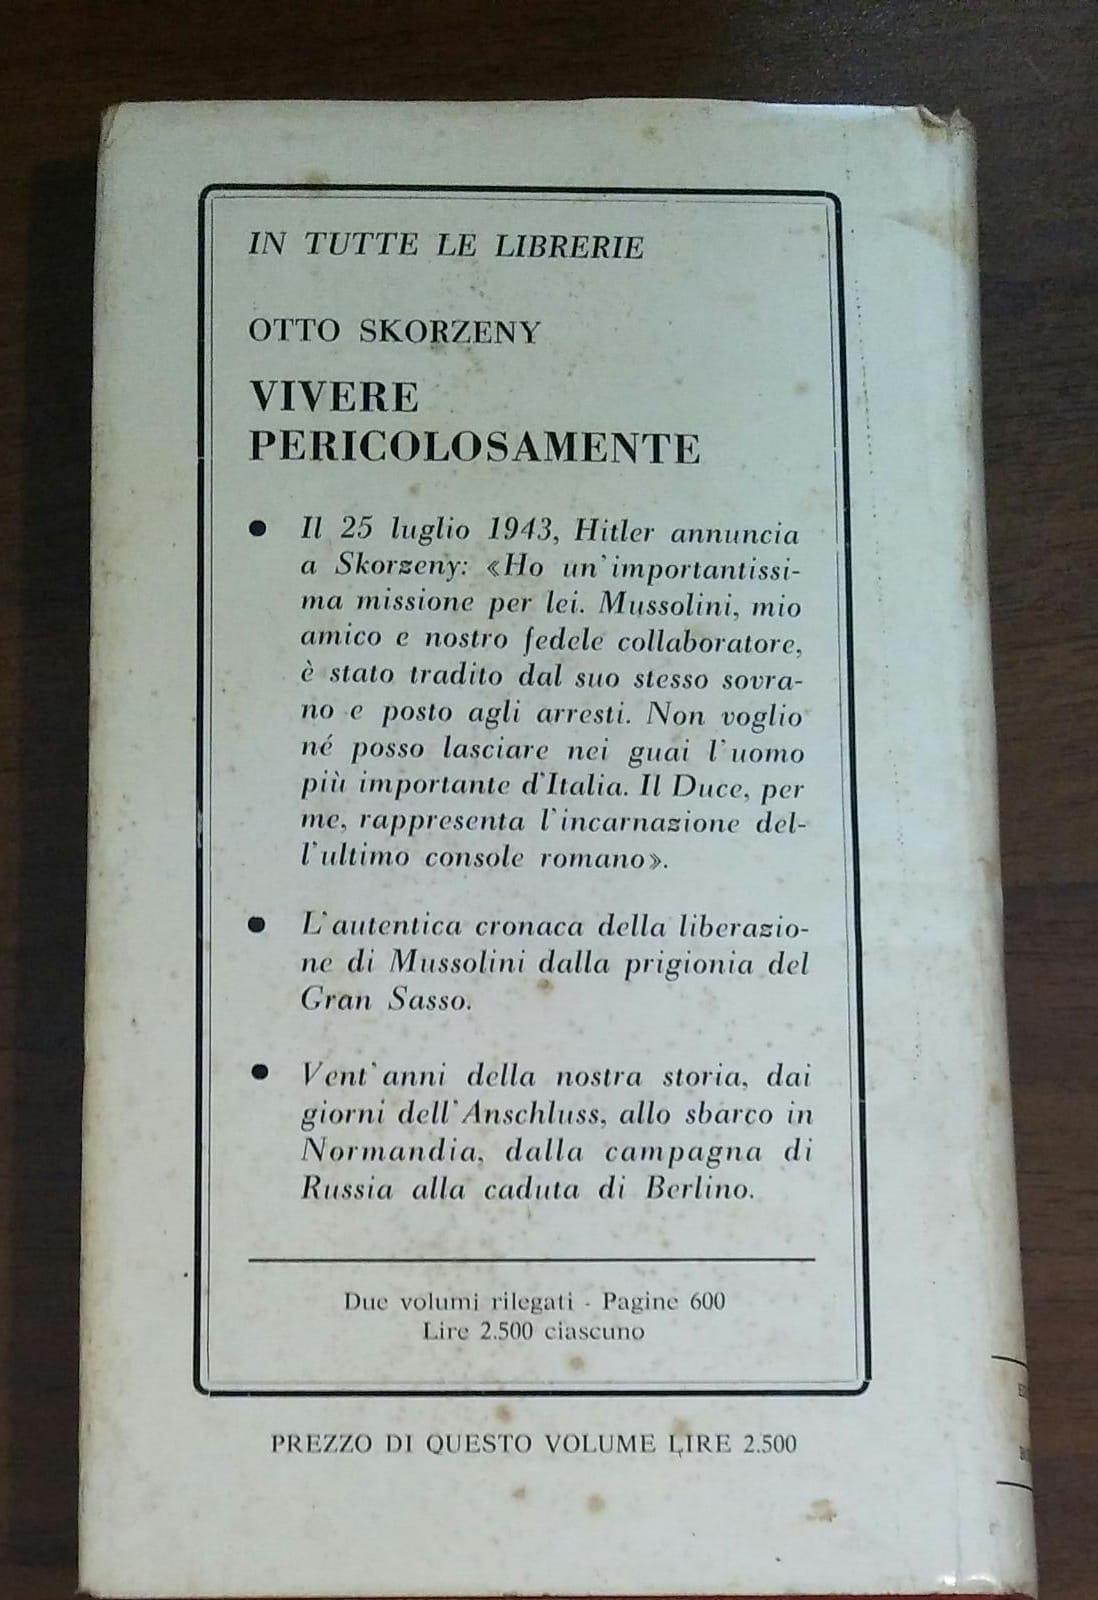 IN TUTTE LE LIBRERIE
OTTO SKORZENY
VIVERE
PERICOLOSAMENTE
● Il 25 luglio 1943, Hitler annuncia
a Skorzeny: «Ho un'importantissi-
ma missione per lei. Mussolini, mio
amico e nostro fedele collaboratore,
è stato tradito dal suo stesso sovra-
no e posto agli arresti. Non voglio
né posso lasciare nei guai l'uomo
più importante d'Italia. Il Duce, per
me, rappresenta l'incarnazione del-
l'ultimo console romano».
● L'autentica cronaca della liberazio-
ne di Mussolini dalla prigionia del
Gran Sasso.
● Vent'anni della nostra storia, dai
giorni dell'Anschluss, allo sbarco in
Normandia, dalla campagna di
Russia alla caduta di Berlino.
Due volumi rilegati - Pagine 600
Lire 2.500 ciascuno
PREZZO DI QUESTO VOLUME LIRE 2.500